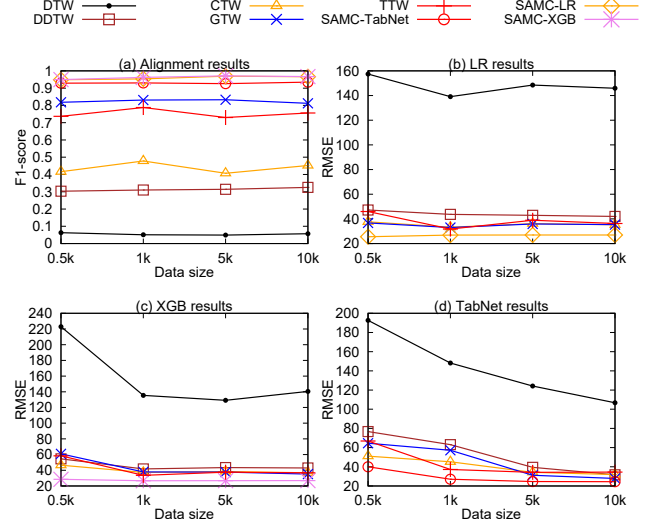 DTW CTW TTW SAMC-LR
DDTW GTW SAMC-TabNet SAMC-XGB
(a) Alignment results
F1-score
1
0.9
0.8
0.7
0.6
0.5
0.4
0.3
0.2
0.1
0
0.5k 1k 5k 10k
Data size
(b) LR results
RMSE
160
140
120
100
80
60
40
20
0.5k 1k 5k 10k
Data size
(c) XGB results
RMSE
240
220
200
180
160
140
120
100
80
60
40
20
0.5k 1k 5k 10k
Data size
(d) TabNet results
RMSE
200
180
160
140
120
100
80
60
40
20
0.5k 1k 5k 10k
Data size